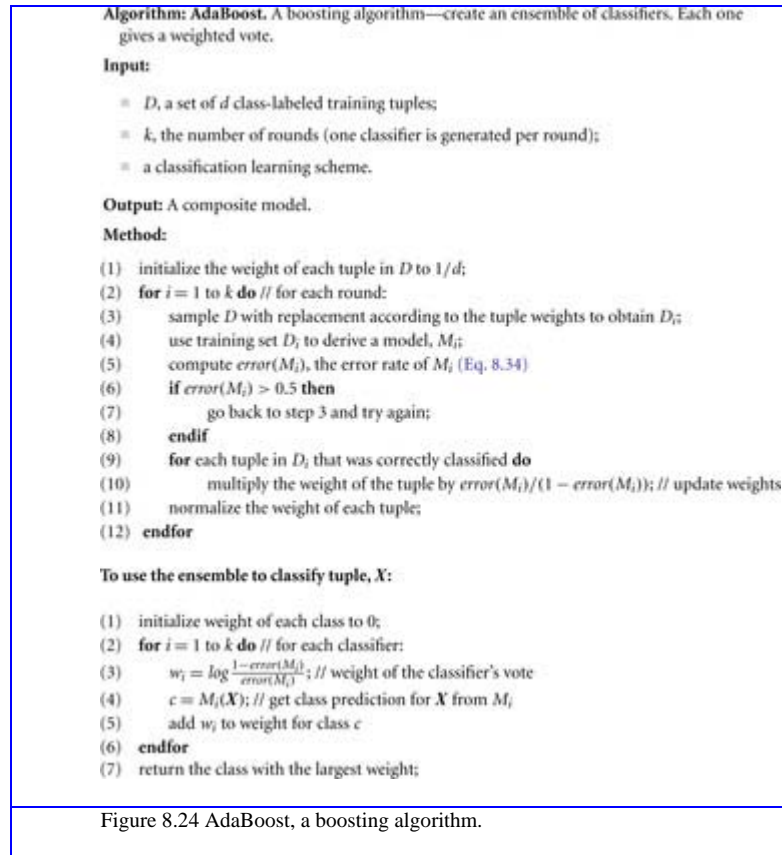 Algorithm: AdaBoost. A boosting algorithm—create an ensemble of classifiers. Each one
gives a weighted vote.
Input:
D, a set of d class-labeled training tuples;
k, the number of rounds (one classifier is generated per round);
a classification learning scheme.
Output: A composite model.
Method:
(1) initialize the weight of each tuple in D to 1/d;
(2) for i = 1 to k do // for each round:
(3) sample D with replacement according to the tuple weights to obtain Dᵢ;
(4) use training set Dᵢ to derive a model, Mᵢ;
(5) compute error(Mᵢ), the error rate of Mᵢ (Eq. 8.34)
(6) if error(Mᵢ) > 0.5 then
(7) go back to step 3 and try again;
(8) endif
(9) for each tuple in Dᵢ that was correctly classified do
(10) multiply the weight of the tuple by error(Mᵢ)/(1 − error(Mᵢ)); // update weights
(11) normalize the weight of each tuple;
(12) endfor
To use the ensemble to classify tuple, X:
(1) initialize weight of each class to 0;
(2) for i = 1 to k do // for each classifier:
(3) wᵢ = log (1−error(Mᵢ))/error(Mᵢ); // weight of the classifier's vote
(4) c = Mᵢ(X); // get class prediction for X from Mᵢ
(5) add wᵢ to weight for class c
(6) endfor
(7) return the class with the largest weight;
Figure 8.24 AdaBoost, a boosting algorithm.